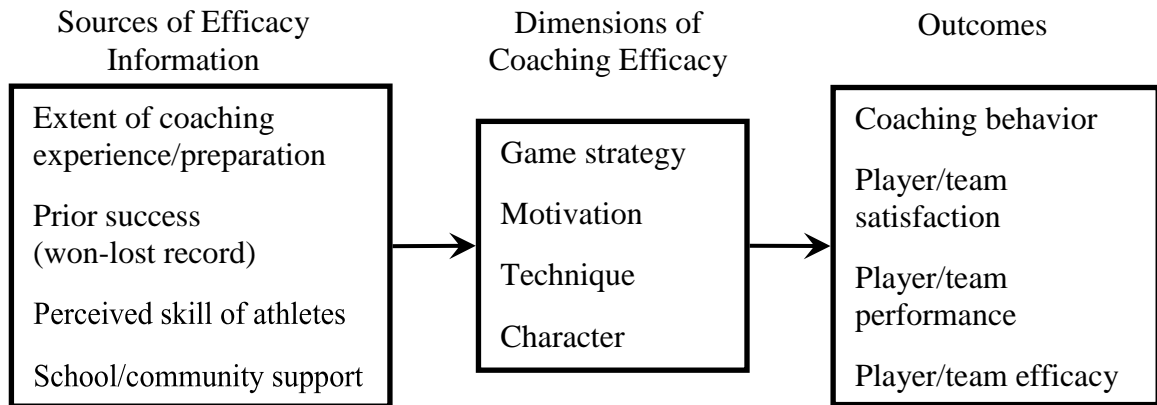 Sources of Efficacy
Information
Extent of coaching
experience/preparation
Prior success
(won-lost record)
Perceived skill of athletes
School/community support
Dimensions of
Coaching Efficacy
Game strategy
Motivation
Technique
Character
Outcomes
Coaching behavior
Player/team
satisfaction
Player/team
performance
Player/team efficacy